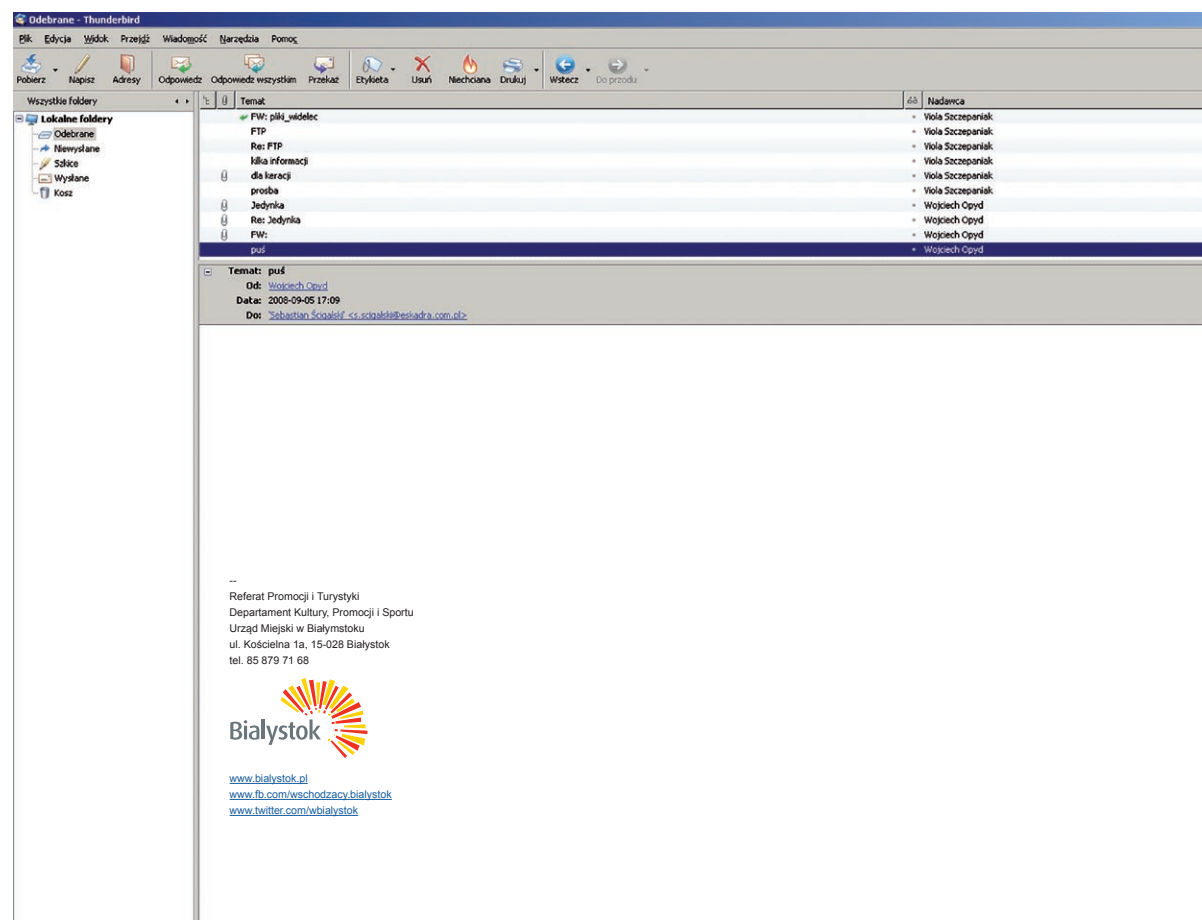 Odebrane - Thunderbird
Plik Edycja Widok Przejdź Wiadomość Narzędzia Pomoc
Pobierz Napisz Adresy Odpowiedz Odpowiedz wszystkim Przekaż Etykieta Usuń Niechciana Drukuj Wstecz Do przodu
Wszystkie foldery
Lokalne foldery
Odebrane
Niewysłane
Szkice
Wysłane
Kosz
Temat Nadawca
FW: pliki_widelec Viola Szczepaniak
FTP Viola Szczepaniak
Re: FTP Viola Szczepaniak
kilka informacji Viola Szczepaniak
dla keracji Viola Szczepaniak
prosba Viola Szczepaniak
Jedynka Wojciech Opyd
Re: Jedynka Wojciech Opyd
FW: Wojciech Opyd
puś Wojciech Opyd
Temat: puś
Od: Wojciech Opyd
Data: 2008-09-05 17:09
Do: 'Sebastian Ścigalski' <s.scigalski@eskadra.com.pl>
--
Referat Promocji i Turystyki
Departament Kultury, Promocji i Sportu
Urząd Miejski w Białymstoku
ul. Kościelna 1a, 15-028 Białystok
tel. 85 879 71 68
Bialystok
www.bialystok.pl
www.fb.com/wschodzacy.bialystok
www.twitter.com/wbialystok